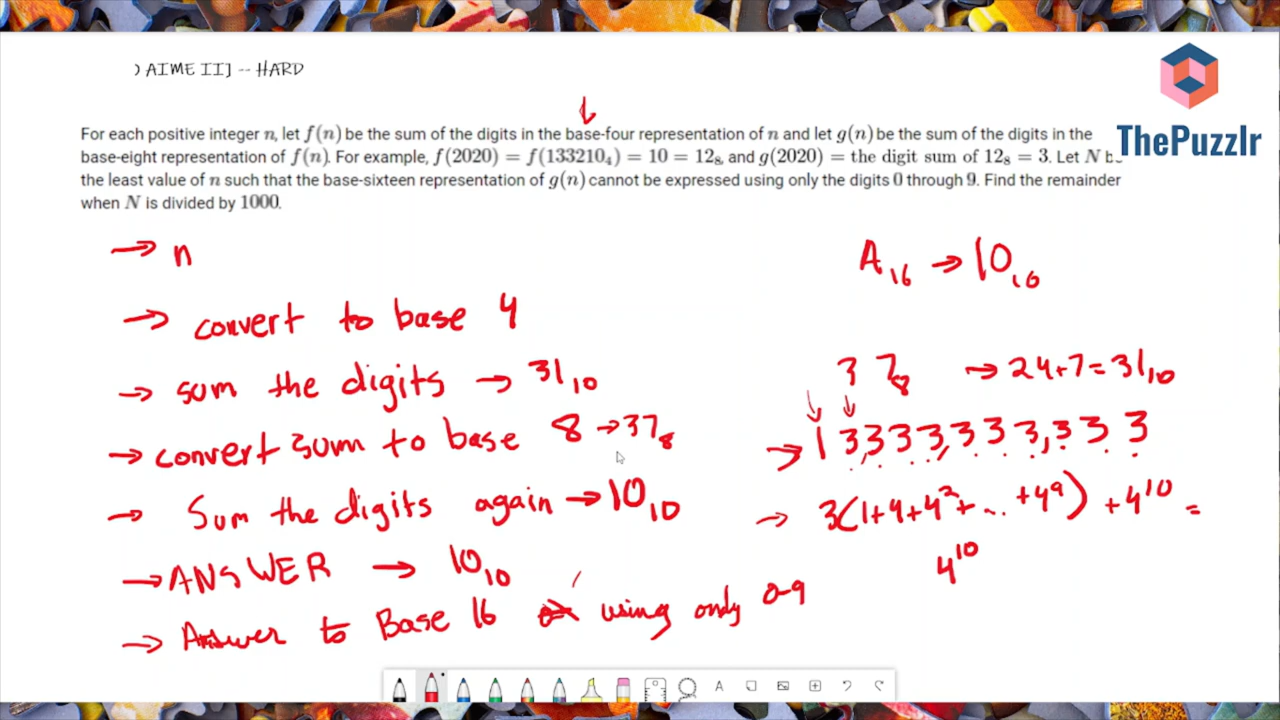 ) AIME II] -- HARD
ThePuzzlr
b
For each positive integer n, let f(n) be the sum of the digits in the base-four representation of n and let g(n) be the sum of the digits in the
base-eight representation of f(n). For example, f(2020) = f(133210₄) = 10 = 12₈, and g(2020) = the digit sum of 12₈ = 3. Let N b
the least value of n such that the base-sixteen representation of g(n) cannot be expressed using only the digits 0 through 9. Find the remainder
when N is divided by 1000.
→ n
→ convert to base 4
→ sum the digits → 31₁₀
→ convert sum to base 8 → 37₈
→ Sum the digits again → 10₁₀
→ ANSWER → 10₁₀
→ Answer to Base 16 using only 0-9
A₁₆ → 10₁₀
37₈ → 24+7=31₁₀
→ 1 3,3 3 3,3 3 3,3 3 3
→ 3(1+4+4²+... +4⁹) + 4¹⁰ =
4¹⁰
A